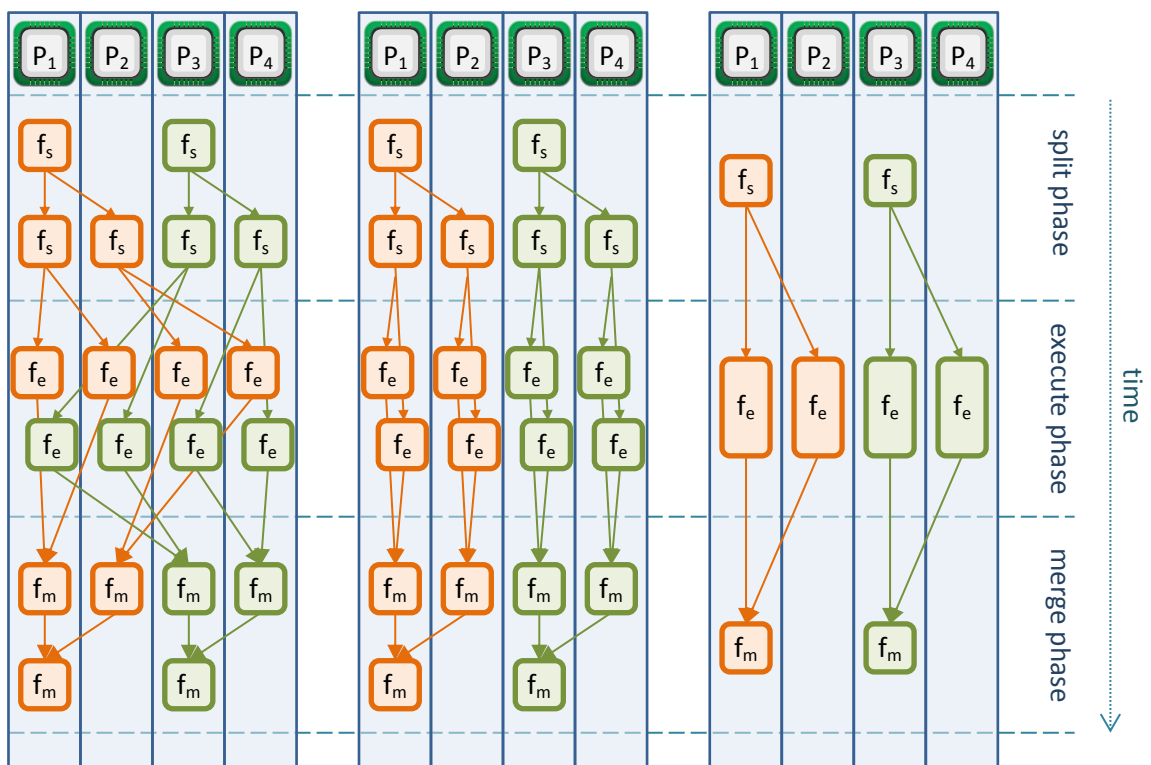 P1 P2 P3 P4 P1 P2 P3 P4 P1 P2 P3 P4
fs fs fs fs
fs fs
fs fs fs fs fs fs fs fs
fe fe fe fe fe fe fe fe
fe fe fe fe
fe fe fe fe fe fe fe fe
fm fm fm fm fm fm fm fm
fm fm
fm fm fm fm
split phase
execute phase
merge phase
time